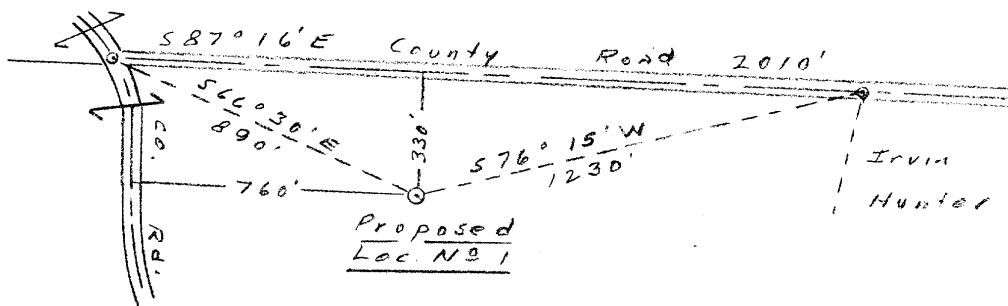 S87°16'E County Road 2010'
S66°30'E
890'
330'
S76°15'W
1230'
CO. Rd.
760'
Irvin
Hunter
Proposed
Loc. Nº 1